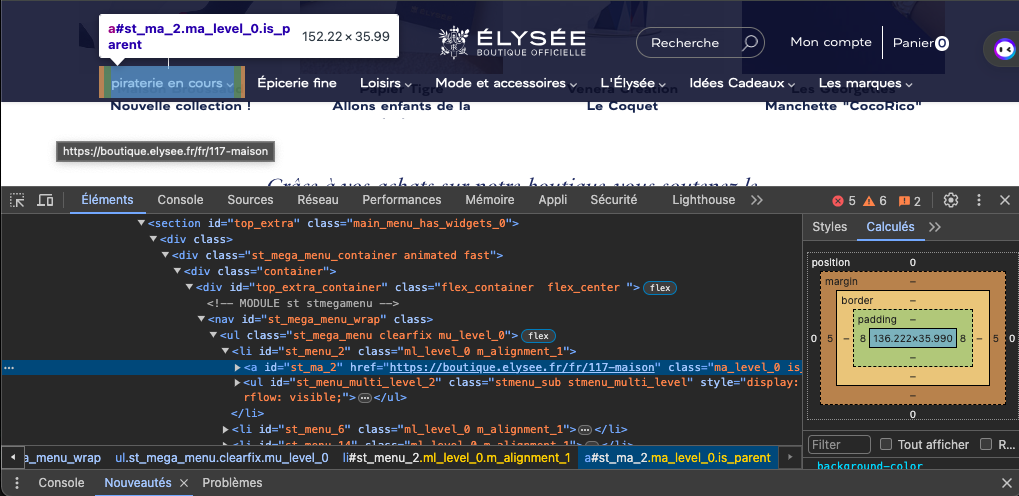 a#st_ma_2.ma_level_0.is_p
arent
152.22 × 35.99
ÉLYSÉE
BOUTIQUE OFFICIELLE
Recherche
Mon compte
Panier 0
piraterie en cours
Épicerie fine
Loisirs
Mode et accessoires
L'Élysée
Idées Cadeaux
Les marques
Papier Tigre
Venera Création
Les Georgettes
Nouvelle collection !
Allons enfants de la
Le Coquet
Manchette "CocoRico"
https://boutique.elysee.fr/fr/117-maison
Grâce à vos achats sur notre boutique vous soutenez le
Éléments
Console
Sources
Réseau
Performances
Mémoire
Appli
Sécurité
Lighthouse
5
6
2
▼<section id="top_extra" class="main_menu_has_widgets_0">
▼<div class>
▼<div class="st_mega_menu_container animated fast">
▼<div class="container">
▼<div id="top_extra_container" class="flex_container  flex_center "> flex
<!-- MODULE st stmegamenu -->
▼<nav id="st_mega_menu_wrap" class>
▼<ul class="st_mega_menu clearfix mu_level_0"> flex
▼<li id="st_menu_2" class="ml_level_0 m_alignment_1">
… ▶<a id="st_ma_2" href="https://boutique.elysee.fr/fr/117-maison" class="ma_level_0 is_
▶<ul id="st_menu_multi_level_2" class="stmenu_sub stmenu_multi_level" style="display:
rflow: visible;">…</ul>
</li>
▶<li id="st_menu_6" class="ml_level_0 m_alignment_1">…</li>
▶<li id="st_menu_14" class="ml_level_0 m_alignment_1">…</li>
a_menu_wrap
ul.st_mega_menu.clearfix.mu_level_0
li#st_menu_2.ml_level_0.m_alignment_1
a#st_ma_2.ma_level_0.is_parent
Styles
Calculés
position
0
margin
–
border
–
padding
–
0
5
–
8
136.222×35.990
8
–
5
0
–
–
–
0
Filter
Tout afficher
R…
background-color
Console
Nouveautés
Problèmes